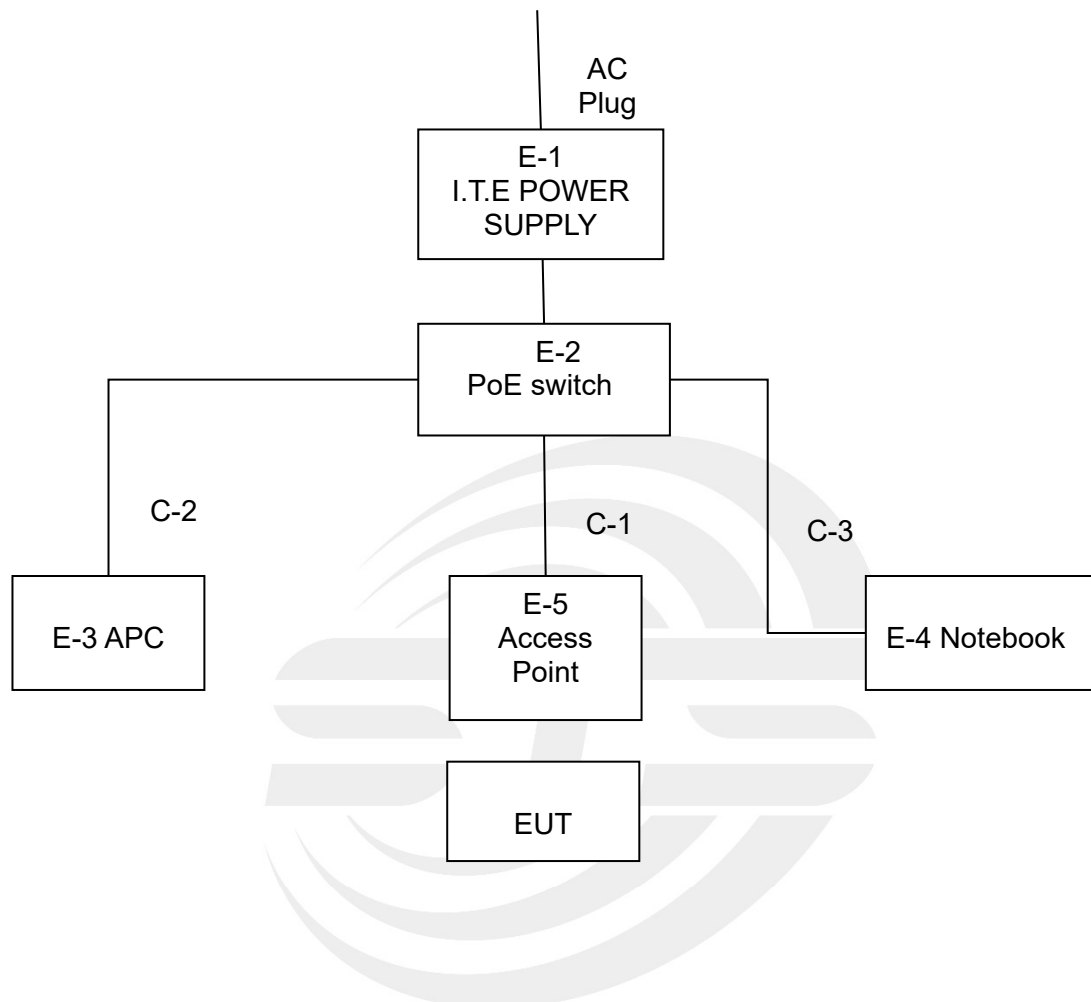 AC
Plug
E-1
I.T.E POWER
SUPPLY
E-2
PoE switch
C-2
C-1
C-3
E-3 APC
E-5
Access
Point
E-4 Notebook
EUT